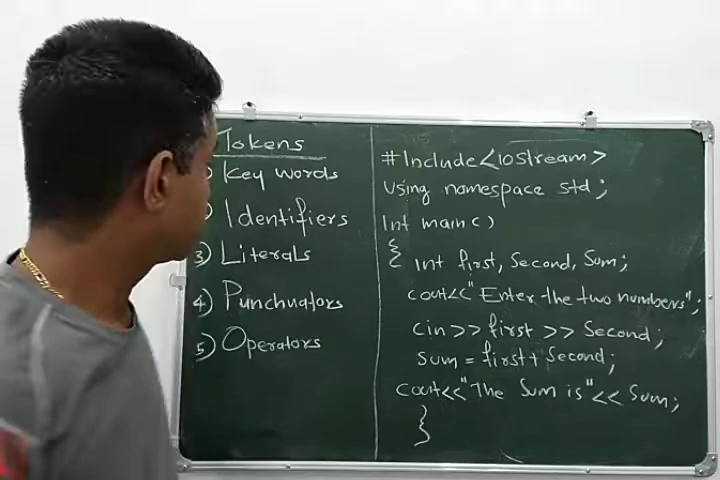 Tokens
Key words
Identifiers
3) Literals
4) Punchuators
5) Operators
#Include <iostream>
Using namespace std;
Int main()
{ Int first, Second, Sum;
cout<<"Enter the two numbers";
cin >> first >> Second;
Sum = first + Second;
cout<<"The Sum is"<< Sum;
}